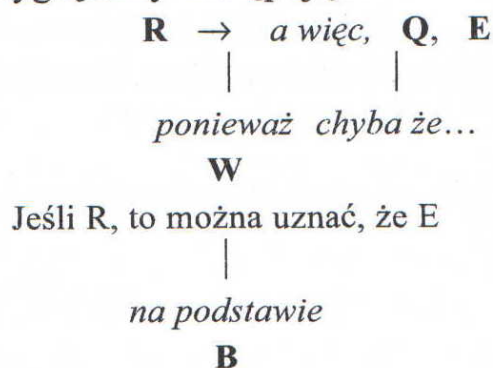 R → a więc, Q, E
ponieważ chyba że...
W
Jeśli R, to można uznać, że E
na podstawie
B